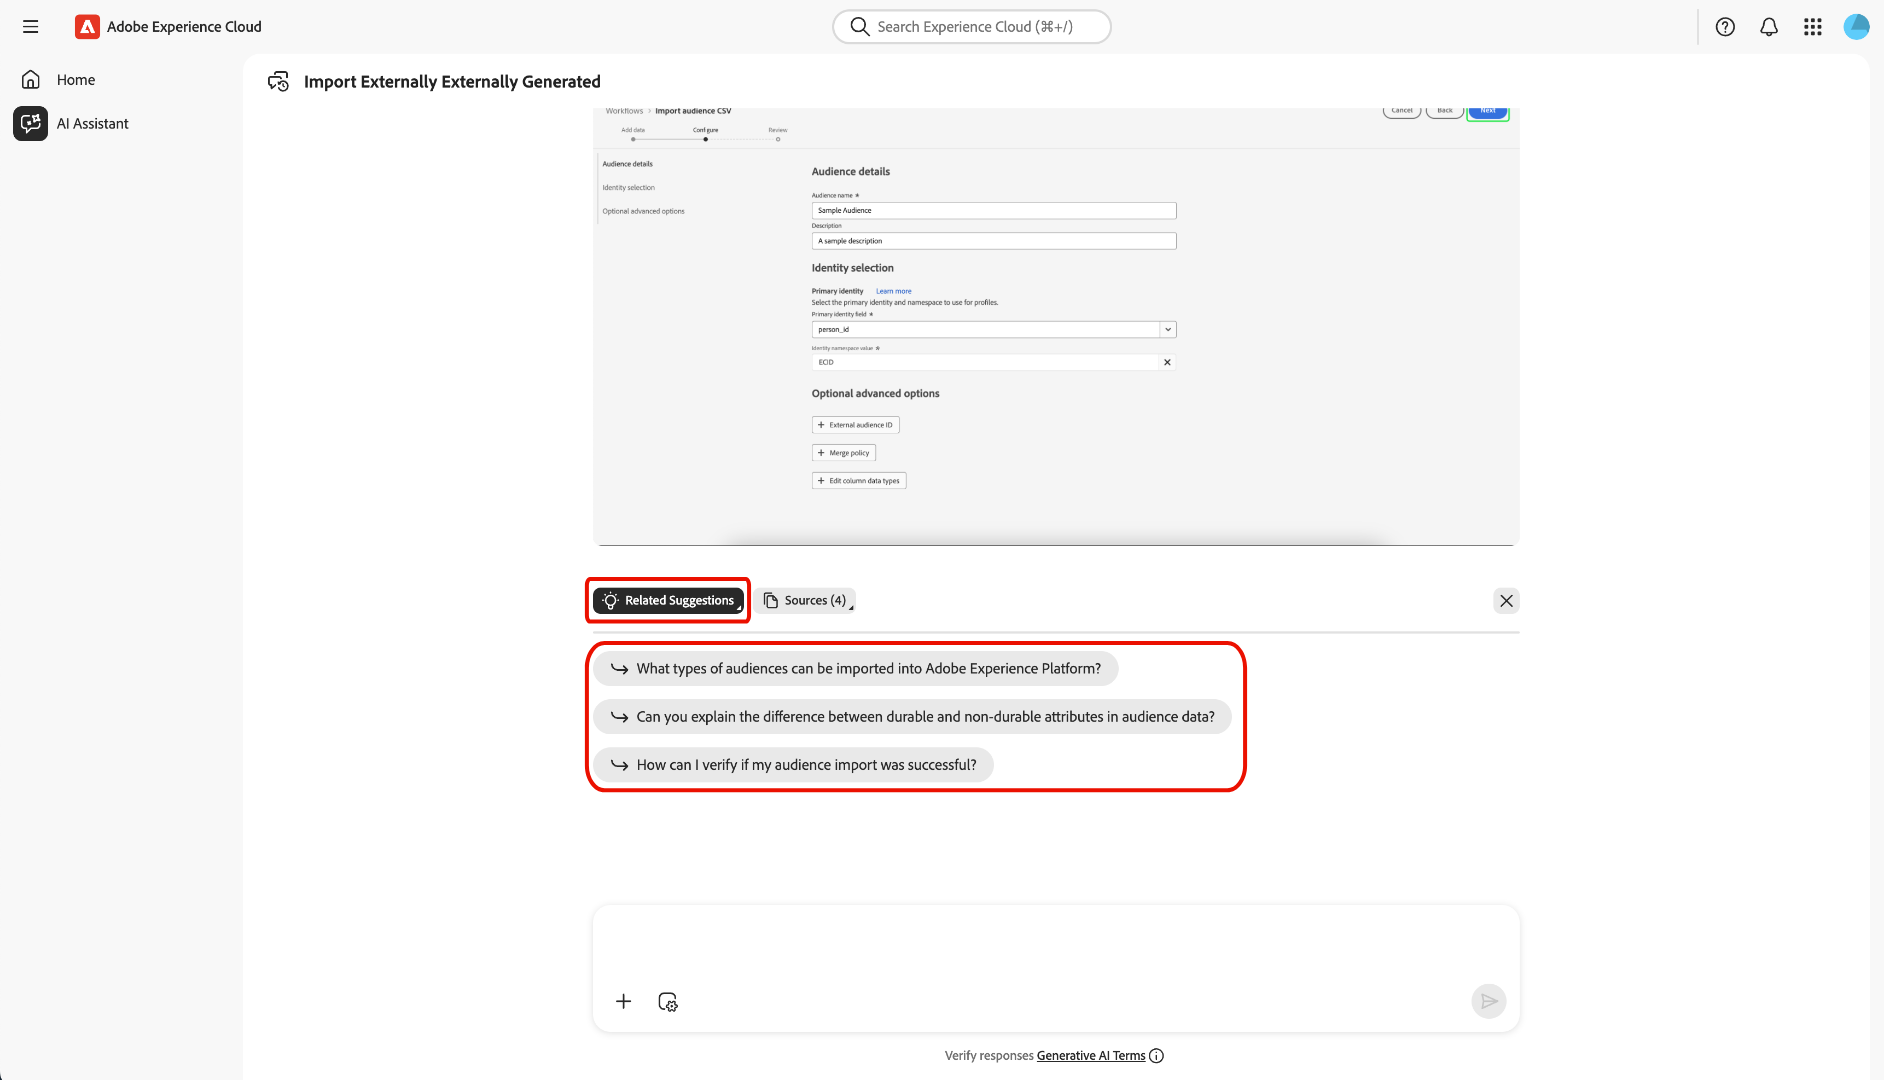 Adobe Experience Cloud
Search Experience Cloud (⌘+/)
Home
AI Assistant
Import Externally Externally Generated
Workflows › Import audience CSV
Cancel
Back
Next
Add data
Configure
Review
Audience details
Identity selection
Optional advanced options
Audience details
Audience name *
Sample Audience
Description
A sample description
Identity selection
Primary identity Learn more
Select the primary identity and namespace to use for profiles.
Primary identity field *
person_id
Identity namespace value *
ECID
Optional advanced options
+ External audience ID
+ Merge policy
+ Edit column data types
Related Suggestions
Sources (4)
What types of audiences can be imported into Adobe Experience Platform?
Can you explain the difference between durable and non-durable attributes in audience data?
How can I verify if my audience import was successful?
Verify responses Generative AI Terms